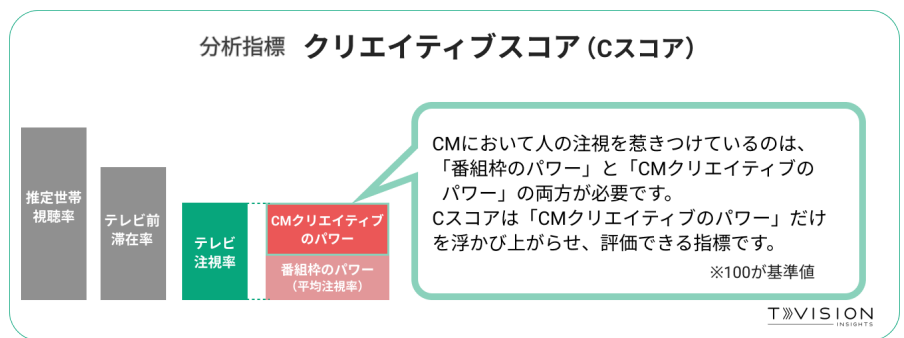 分析指標 クリエイティブスコア（Cスコア）
推定世帯
視聴率
テレビ前
滞在率
テレビ
注視率
CMクリエイティブ
のパワー
番組枠のパワー
（平均注視率）
CMにおいて人の注視を惹きつけているのは、
「番組枠のパワー」と「CMクリエイティブの
パワー」の両方が必要です。
Cスコアは「CMクリエイティブのパワー」だけ
を浮かび上がらせ、評価できる指標です。
※100が基準値
TVISION
INSIGHTS